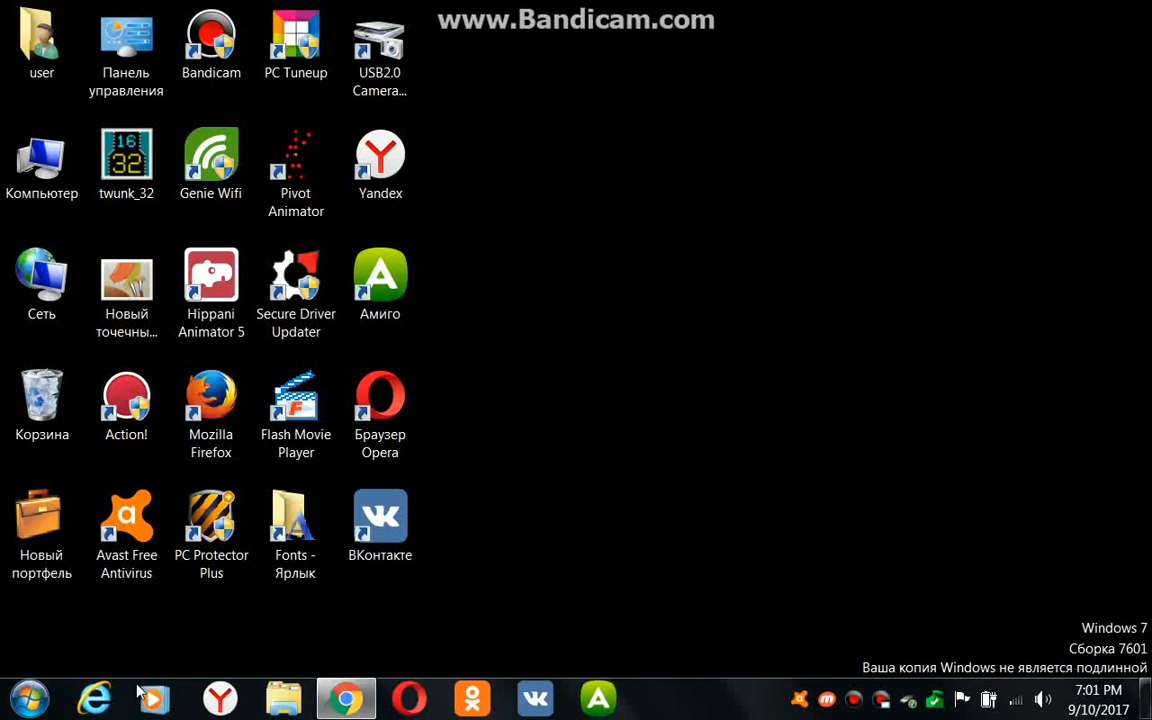 www.Bandicam.com
user
Панель
управления
Bandicam
PC Tuneup
USB2.0
Camera...
Компьютер
16
32
twunk_32
Genie Wifi
Pivot
Animator
Yandex
Сеть
Новый
точечны...
Hippani
Animator 5
Secure Driver
Updater
Амиго
Корзина
Action!
Mozilla
Firefox
Flash Movie
Player
Браузер
Opera
Новый
портфель
Avast Free
Antivirus
PC Protector
Plus
Fonts -
Ярлык
ВКонтакте
Windows 7
Сборка 7601
Ваша копия Windows не является подлинной
7:01 PM
9/10/2017